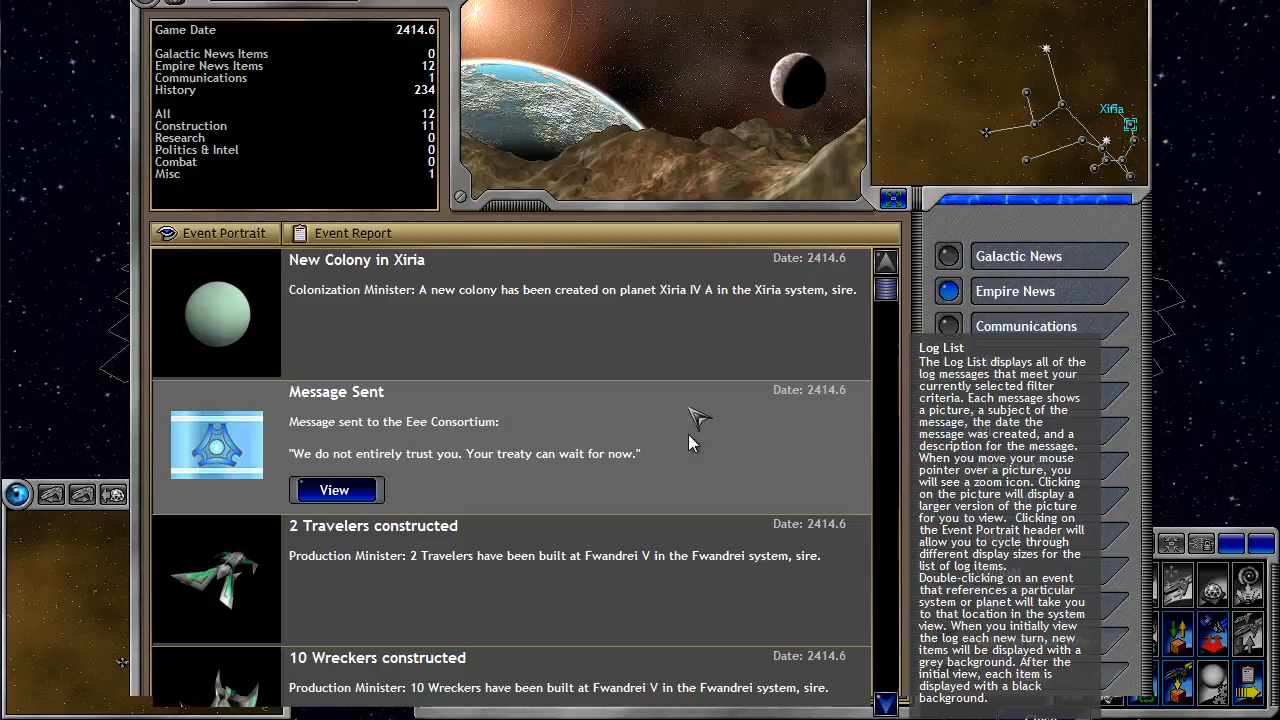 Game Date 2414.6
Galactic News Items 0
Empire News Items 12
Communications 1
History 234
All 12
Construction 11
Research 0
Politics & Intel 0
Combat 0
Misc 1
Xiria
Event Portrait
Event Report
New Colony in Xiria
Date: 2414.6
Colonization Minister: A new colony has been created on planet Xiria IV A in the Xiria system, sire.
Message Sent
Date: 2414.6
Message sent to the Eee Consortium:
"We do not entirely trust you. Your treaty can wait for now."
View
2 Travelers constructed
Date: 2414.6
Production Minister: 2 Travelers have been built at Fwandrei V in the Fwandrei system, sire.
10 Wreckers constructed
Date: 2414.6
Production Minister: 10 Wreckers have been built at Fwandrei V in the Fwandrei system, sire.
Galactic News
Empire News
Communications
Log List
The Log List displays all of the
log messages that meet your
currently selected filter
criteria. Each message shows
a picture, a subject of the
message, the date the
message was created, and a
description for the message.
When you move your mouse
pointer over a picture, you
will see a zoom icon. Clicking
on the picture will display a
larger version of the picture
for you to view. Clicking on
the Event Portrait header will
allow you to cycle through
different display sizes for the
list of log items.
Double-clicking on an event
that references a particular
system or planet will take you
to that location in the system
view. When you initially view
the log each new turn, new
items will be displayed with a
grey background. After the
initial view, each item is
displayed with a black
background.